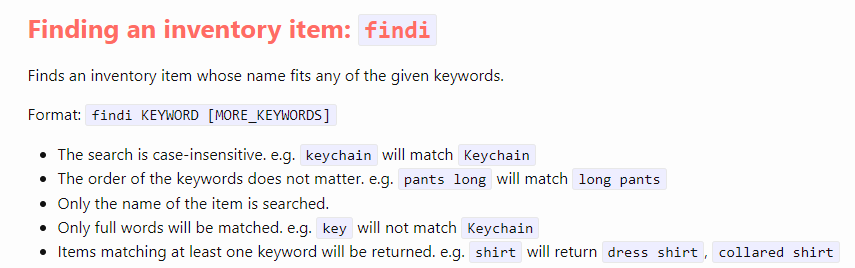 Finding an inventory item: findi
Finds an inventory item whose name fits any of the given keywords.
Format: findi KEYWORD [MORE_KEYWORDS]
• The search is case-insensitive. e.g. keychain will match Keychain
• The order of the keywords does not matter. e.g. pants long will match long pants
• Only the name of the item is searched.
• Only full words will be matched. e.g. key will not match Keychain
• Items matching at least one keyword will be returned. e.g. shirt will return dress shirt, collared shirt